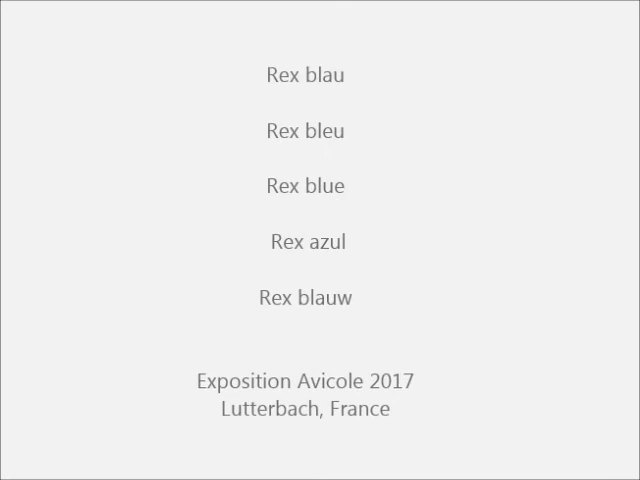 Rex blau
Rex bleu
Rex blue
Rex azul
Rex blauw
Exposition Avicole 2017
Lutterbach, France